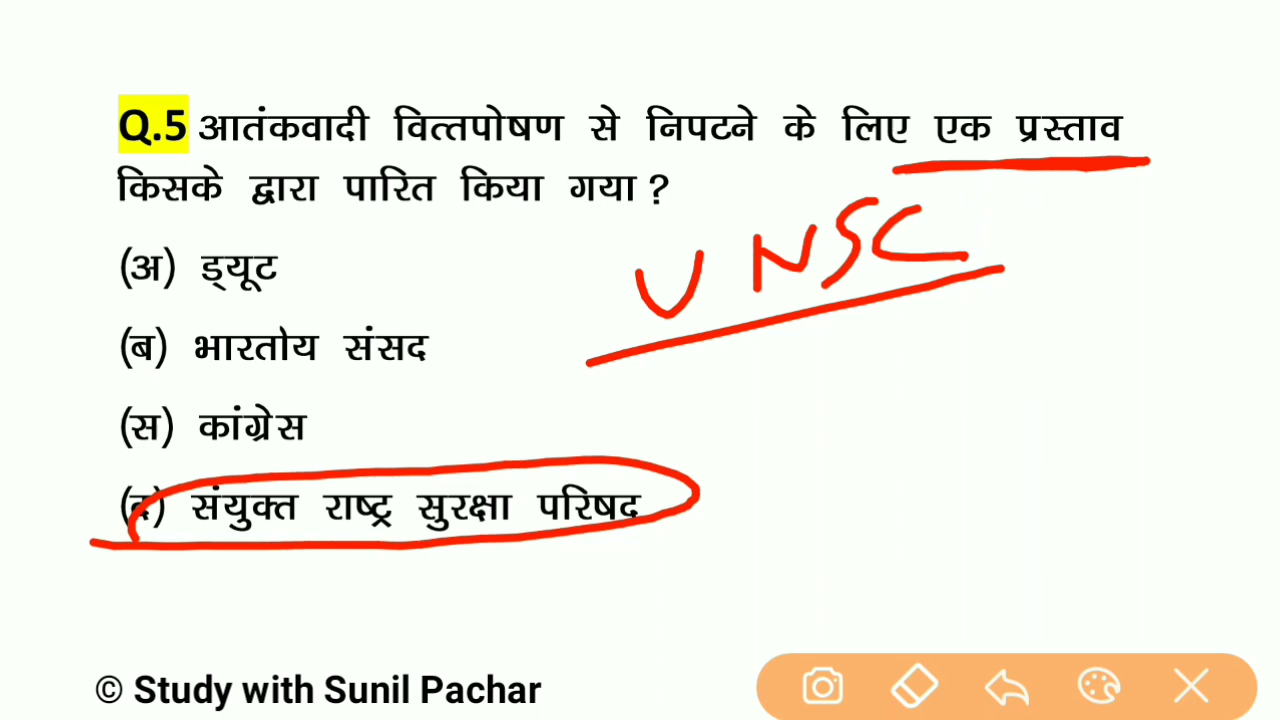 Q.5 आतंकवादी वित्तपोषण से निपटने के लिए एक प्रस्ताव
किसके द्वारा पारित किया गया ?
UNSC
(अ) ड्यूट
(ब) भारतोय संसद
(स) कांग्रेस
(द) संयुक्त राष्ट्र सुरक्षा परिषद
© Study with Sunil Pachar